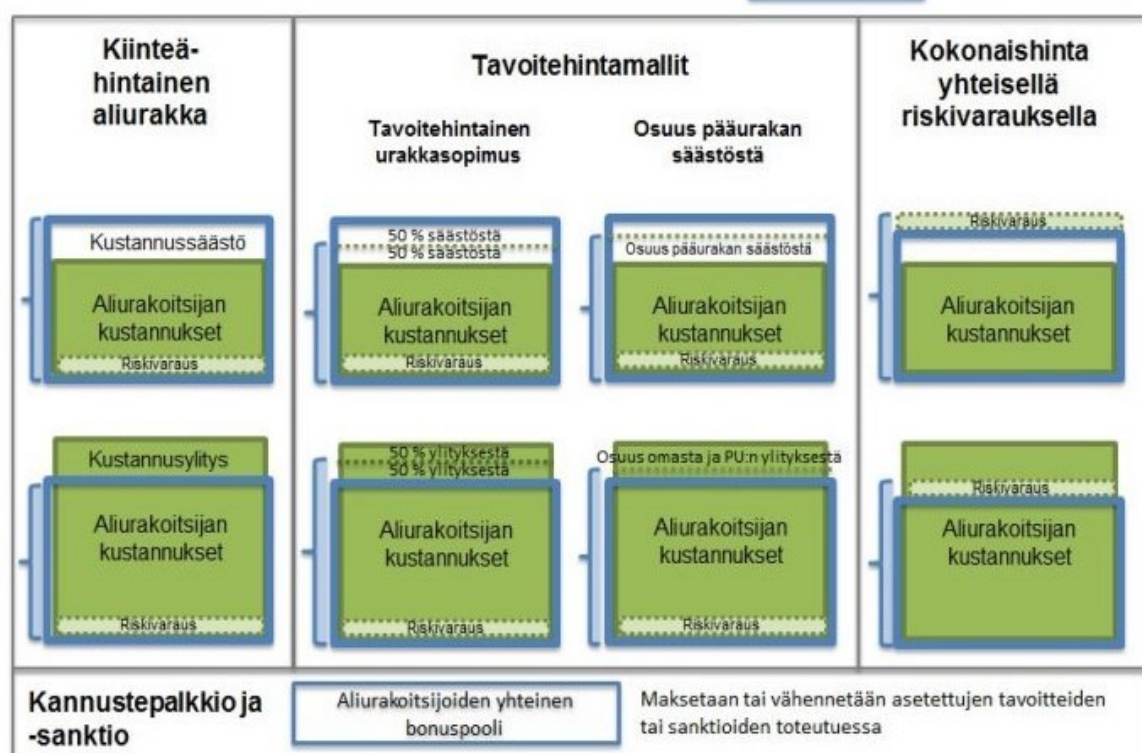 Kiinteä-
hintainen
aliurakka
Tavoitehintamallit
Kokonaishinta
yhteisellä
riskivarauksella
Tavoitehintainen
urakkasopimus
Osuus pääurakan
säästöstä
Kustannussäästö
Aliurakoitsijan
kustannukset
Riskivaraus
50 % säästöstä
50 % säästöstä
Aliurakoitsijan
kustannukset
Riskivaraus
Osuus pääurakan säästöstä
Aliurakoitsijan
kustannukset
Riskivaraus
Riskivaraus
Aliurakoitsijan
kustannukset
Kustannusylitys
Aliurakoitsijan
kustannukset
Riskivaraus
50 % ylityksestä
50 % ylityksestä
Aliurakoitsijan
kustannukset
Riskivaraus
Osuus omasta ja PU:n ylityksestä
Aliurakoitsijan
kustannukset
Riskivaraus
Riskivaraus
Aliurakoitsijan
kustannukset
Kannustepalkkio ja
-sanktio
Aliurakoitsijoiden yhteinen
bonuspooli
Maksetaan tai vähennetään asetettujen tavoitteiden
tai sanktioiden toteutuessa